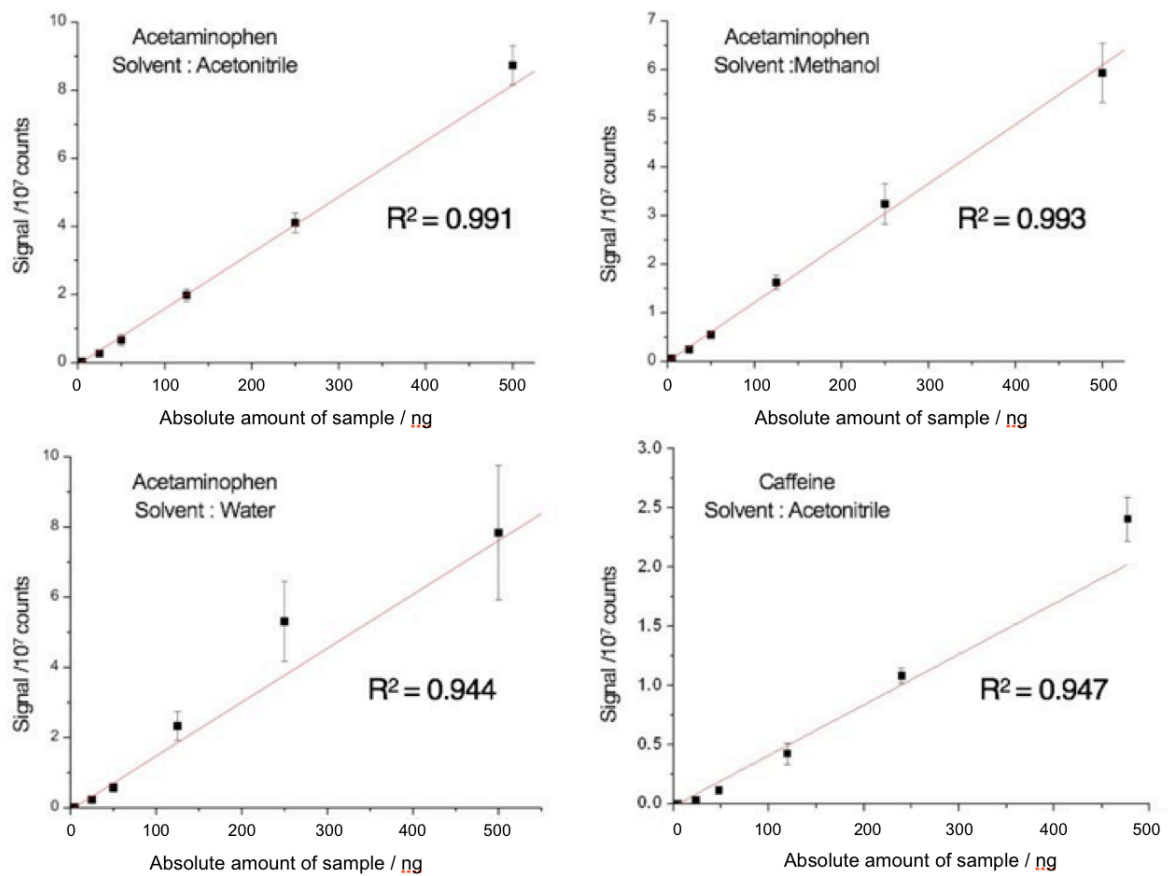 Acetaminophen
Solvent : Acetonitrile
R² = 0.991
Signal /10⁷ counts
10
8
6
4
2
0
0 100 200 300 400 500
Absolute amount of sample / ng
Acetaminophen
Solvent :Methanol
R² = 0.993
Signal /10⁷ counts
7
6
5
4
3
2
1
0
0 100 200 300 400 500
Absolute amount of sample / ng
Acetaminophen
Solvent : Water
R² = 0.944
Signal /10⁷ counts
10
8
6
4
2
0
0 100 200 300 400 500
Absolute amount of sample / ng
Caffeine
Solvent : Acetonitrile
R² = 0.947
Signal /10⁷ counts
3.0
2.5
2.0
1.5
1.0
0.5
0.0
0 100 200 300 400 500
Absolute amount of sample / ng